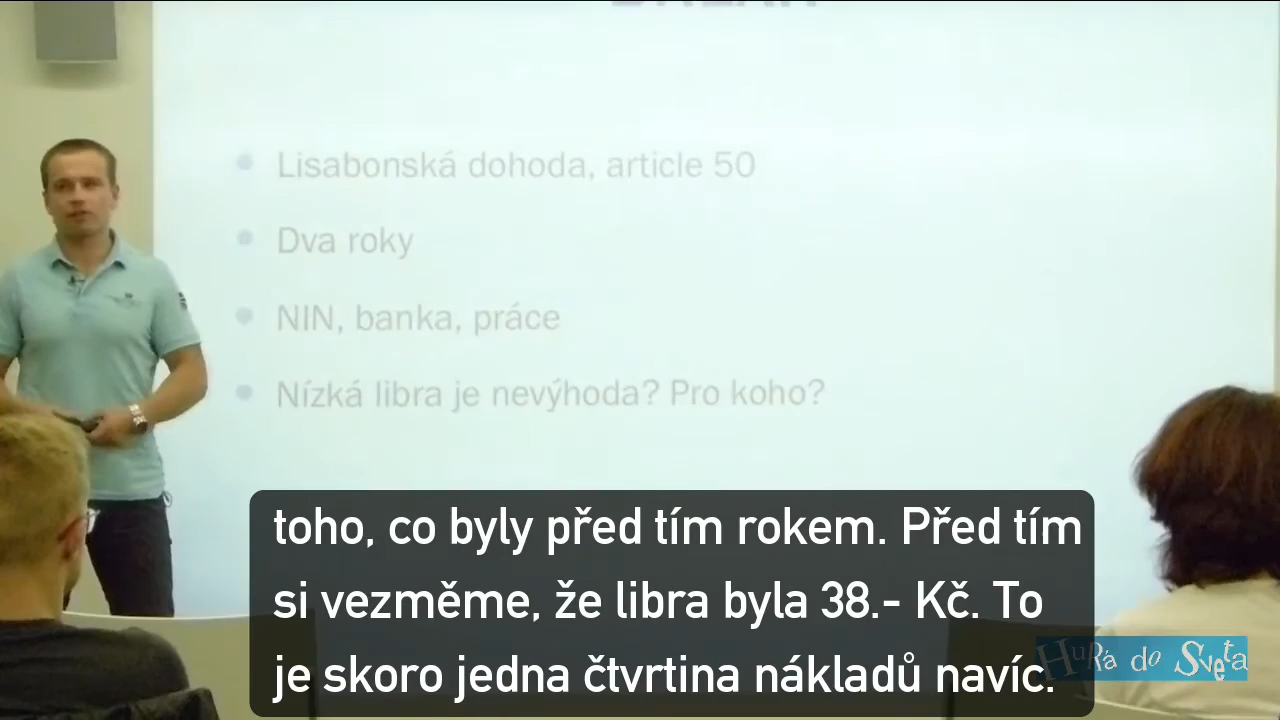 Lisabonská dohoda, article 50
Dva roky
NIN, banka, práce
Nízká libra je nevýhoda? Pro koho?
toho, co byly před tím rokem. Před tím
si vezměme, že libra byla 38.- Kč. To
je skoro jedna čtvrtina nákladů navíc.
HuRá do Světa